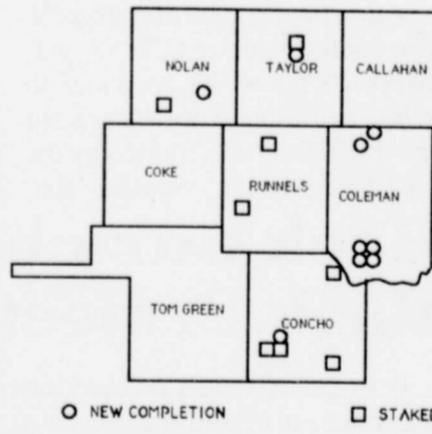 NOLAN TAYLOR CALLAHAN
COKE RUNNELS COLEMAN
TOM GREEN CONCHO
NEW COMPLETION STAKED